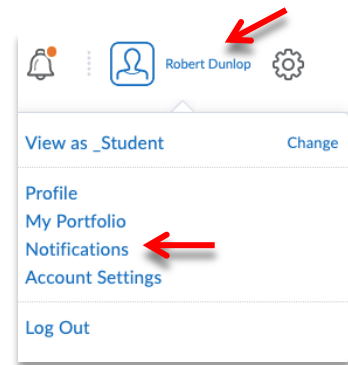 Robert Dunlop
View as _Student Change
Profile
My Portfolio
Notifications
Account Settings
Log Out